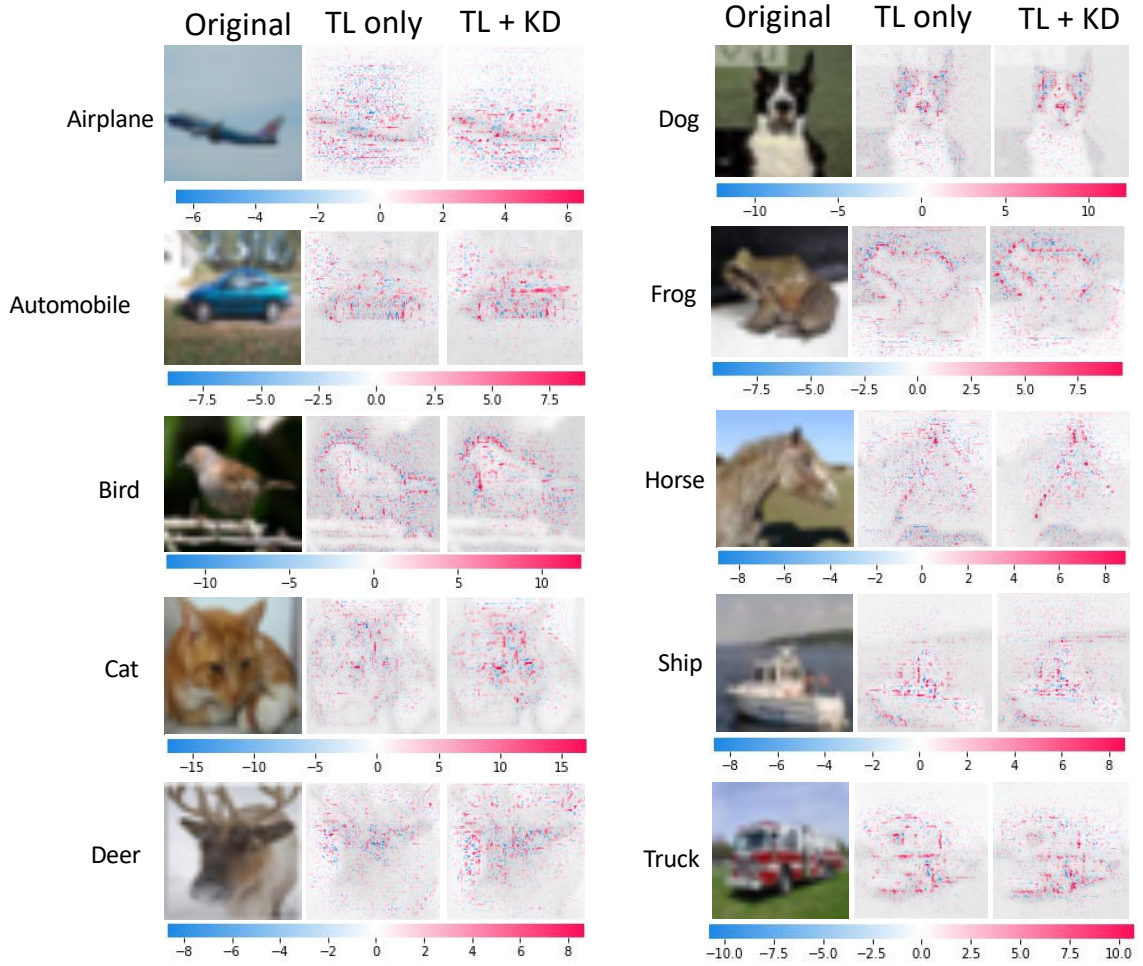 Original TL only TL + KD
Airplane
−6 −4 −2 0 2 4 6
Automobile
−7.5 −5.0 −2.5 0.0 2.5 5.0 7.5
Bird
−10 −5 0 5 10
Cat
−15 −10 −5 0 5 10 15
Deer
−8 −6 −4 −2 0 2 4 6 8
Original TL only TL + KD
Dog
−10 −5 0 5 10
Frog
−7.5 −5.0 −2.5 0.0 2.5 5.0 7.5
Horse
−8 −6 −4 −2 0 2 4 6 8
Ship
−8 −6 −4 −2 0 2 4 6 8
Truck
−10.0 −7.5 −5.0 −2.5 0.0 2.5 5.0 7.5 10.0